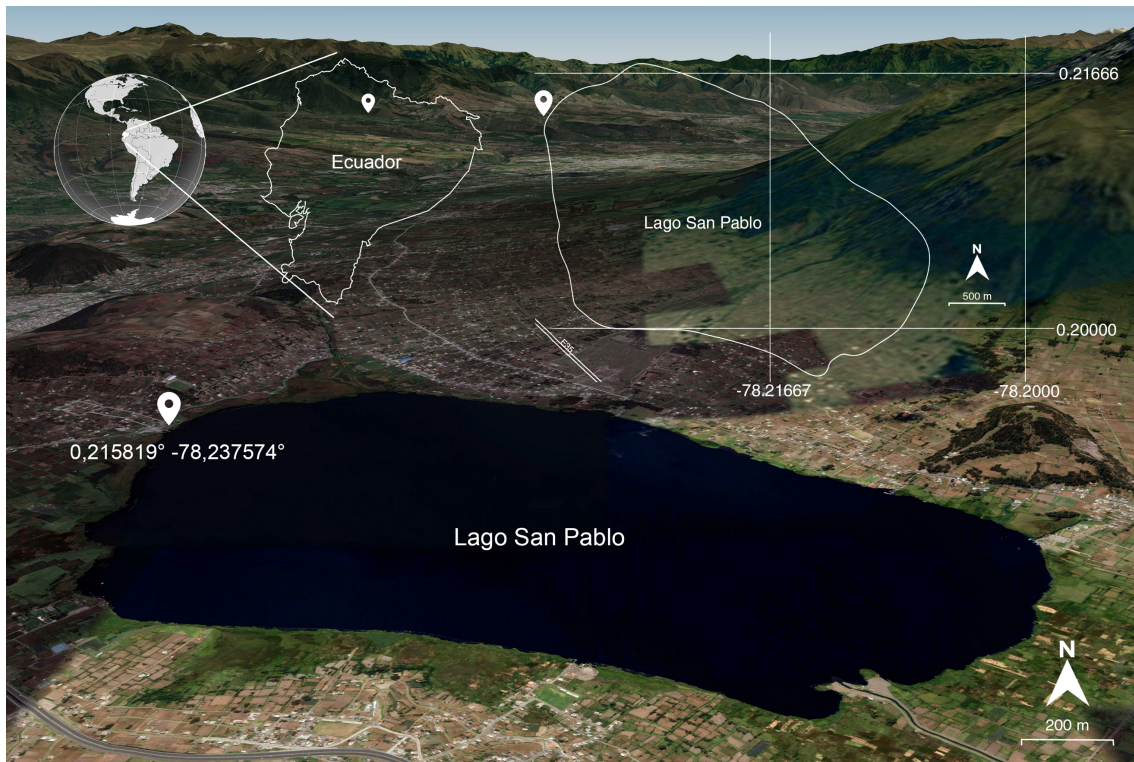 0.21666
Ecuador
Lago San Pablo
N
500 m
0.20000
E35
-78.21667
-78.2000
0,215819° -78,237574°
Lago San Pablo
N
200 m